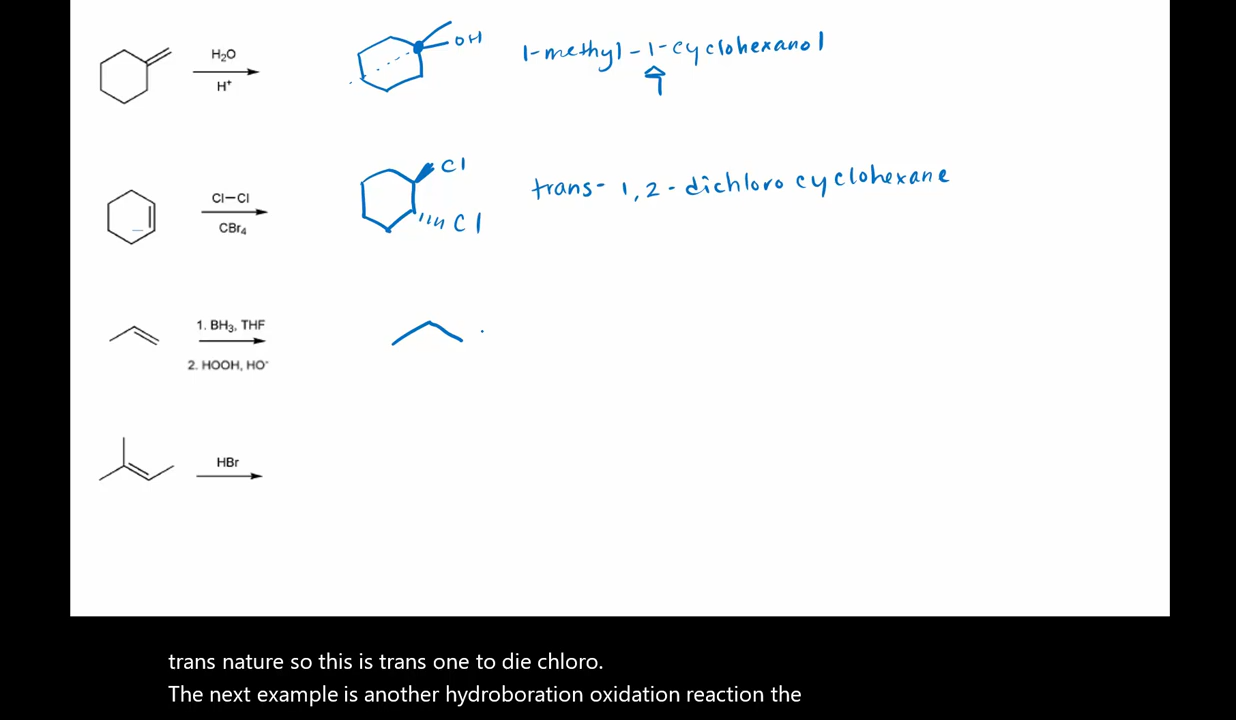 H₂O
H⁺
OH
1-methyl-1-cyclohexanol
Cl-Cl
CBr₄
Cl
Cl
trans-1,2-dichloro cyclohexane
1. BH₃, THF
2. HOOH, HO⁻
HBr
trans nature so this is trans one to die chloro.
The next example is another hydroboration oxidation reaction the